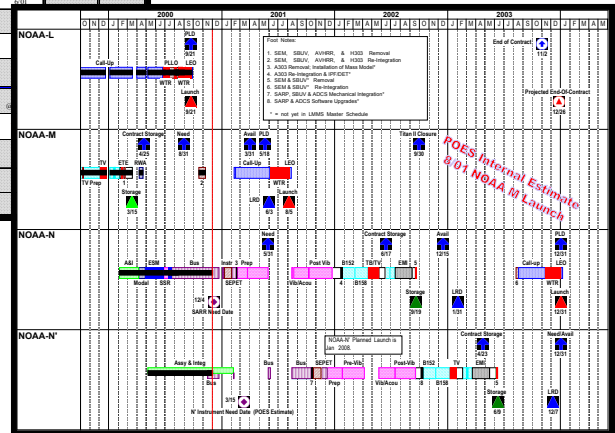 2000 2001 2002 2003
O N D J F M A M J J A S O N D J F M A M J J A S O N D J F M A M J J A S O N D J F M A M J J A S O N D J F M A
NOAA-L
PLD
9/21
Call-Up
PLLO LEO
WTR WTR
Launch
9/21
Foot Notes:
1. SEM, SBUV, AVHRR, & H303 Removal
2. SEM, SBUV, AVHRR, & H303 Re-Integration
3. A303 Removal; Installation of Mass Model*
4. A303 Re-Integration & IPF/DET*
5. SEM & SBUV* Removal
6. SEM & SBUV* Re-Integration
7. SARP, SBUV & ADCS Mechanical Integration*
8. SARP & ADCS Software Upgrades*
* = not yet in LMMS Master Schedule
End of Contract
11/2
Projected End-Of-Contract
12/26
NOAA-M
Contract Storage
4/25
Need
8/31
Avail PLD
3/31 5/18
Titan II Closure
9/30
TV ETE RWA
TV Prep 1 2
Storage
3/15
Call-Up LEO
WTR
LRD
6/3
Launch
8/5
POES Internal Estimate
8/01 NOAA M Launch
NOAA-N
Need
5/31
Contract Storage
6/17
Avail
12/15
PLD
12/31
A&I ESM Bus Instr 3 Prep
Modal SSR SEPET
Post Vib B152 TB/TV EMI 5
Vib/Acou 4 B158
Call-up LEO
6 WTR
12/4
SARR Need Date
Storage
9/19
LRD
1/31
Launch
12/31
NOAA-N'
NOAA-N' Planned Launch is
Jan 2008.
Contract Storage
4/23
Need/Avail
12/31
Assy & Integ
Bus
Bus
Bus SEPET Pre-Vib Post-Vib B152 TV EMI
7 Prep Vib/Acou 8 B158 5
3/15
N' Instrument Need Date (POES Estimate)
Storage
6/9
LRD
12/7